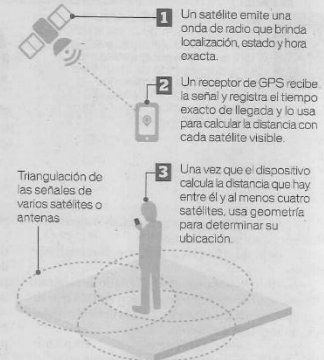 1 Un satélite emite una
onda de radio que brinda
localización, estado y hora
exacta.
2 Un receptor de GPS recibe
la señal y registra el tiempo
exacto de llegada y lo usa
para calcular la distancia con
cada satélite visible.
3 Una vez que el dispositivo
calcula la distancia que hay
entre él y al menos cuatro
satélites, usa geometría
para determinar su
ubicación.
Triangulación de
las señales de
varios satélites o
antenas